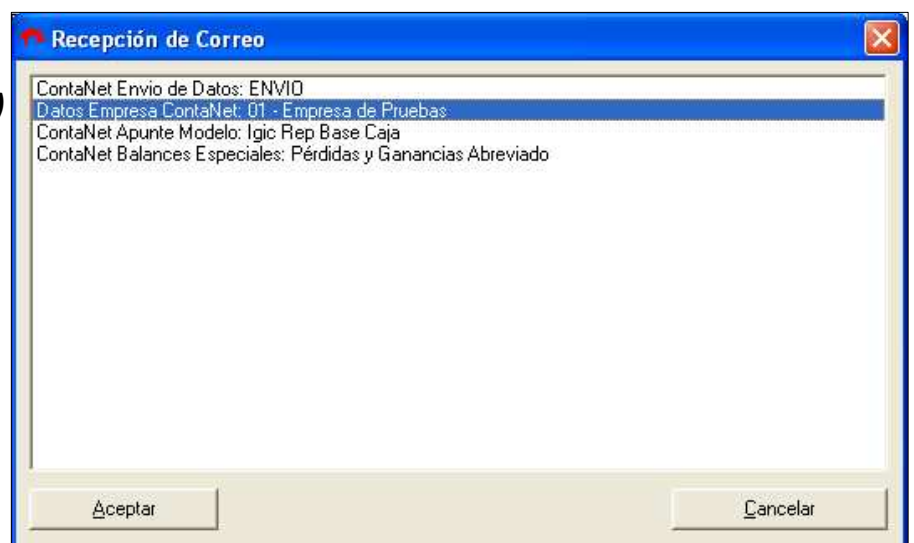 Recepción de Correo
ContaNet Envio de Datos: ENVIO
Datos Empresa ContaNet: 01 - Empresa de Pruebas
ContaNet Apunte Modelo: Igic Rep Base Caja
ContaNet Balances Especiales: Pérdidas y Ganancias Abreviado
Aceptar
Cancelar